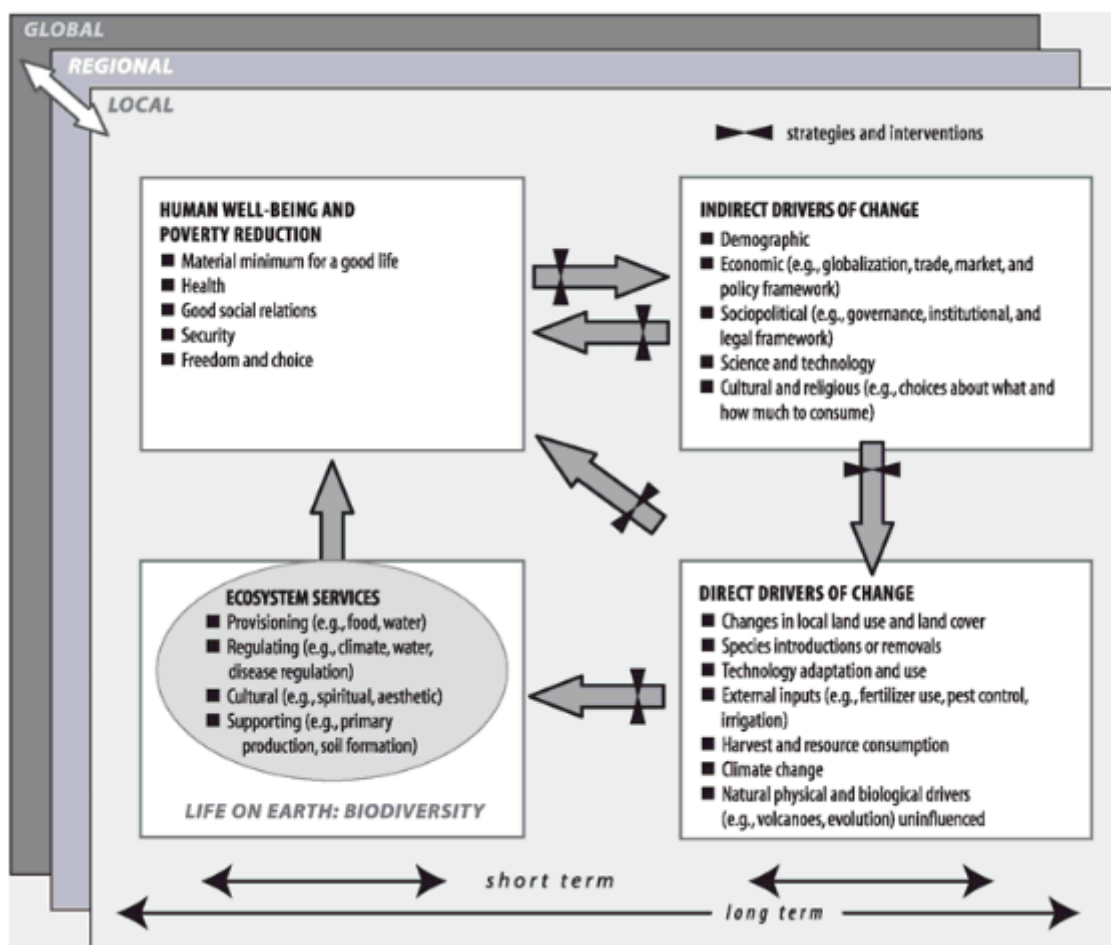 GLOBAL
REGIONAL
LOCAL
strategies and interventions
HUMAN WELL-BEING AND
POVERTY REDUCTION
■ Material minimum for a good life
■ Health
■ Good social relations
■ Security
■ Freedom and choice
INDIRECT DRIVERS OF CHANGE
■ Demographic
■ Economic (e.g., globalization, trade, market, and
policy framework)
■ Sociopolitical (e.g., governance, institutional, and
legal framework)
■ Science and technology
■ Cultural and religious (e.g., choices about what and
how much to consume)
ECOSYSTEM SERVICES
■ Provisioning (e.g., food, water)
■ Regulating (e.g., climate, water,
disease regulation)
■ Cultural (e.g., spiritual, aesthetic)
■ Supporting (e.g., primary
production, soil formation)
LIFE ON EARTH: BIODIVERSITY
DIRECT DRIVERS OF CHANGE
■ Changes in local land use and land cover
■ Species introductions or removals
■ Technology adaptation and use
■ External inputs (e.g., fertilizer use, pest control,
irrigation)
■ Harvest and resource consumption
■ Climate change
■ Natural physical and biological drivers
(e.g., volcanoes, evolution) uninfluenced
short term
long term